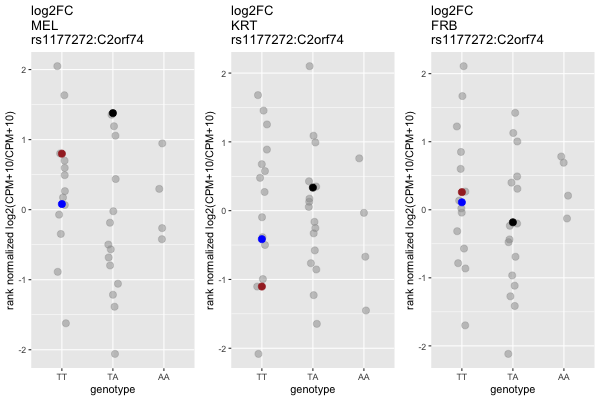 log2FC
MEL
rs1177272:C2orf74
rank normalized log2(CPM+10/CPM+10)
2
1
0
-1
-2
TT
TA
AA
genotype
log2FC
KRT
rs1177272:C2orf74
rank normalized log2(CPM+10/CPM+10)
2
1
0
-1
-2
TT
TA
AA
genotype
log2FC
FRB
rs1177272:C2orf74
rank normalized log2(CPM+10/CPM+10)
2
1
0
-1
-2
TT
TA
AA
genotype